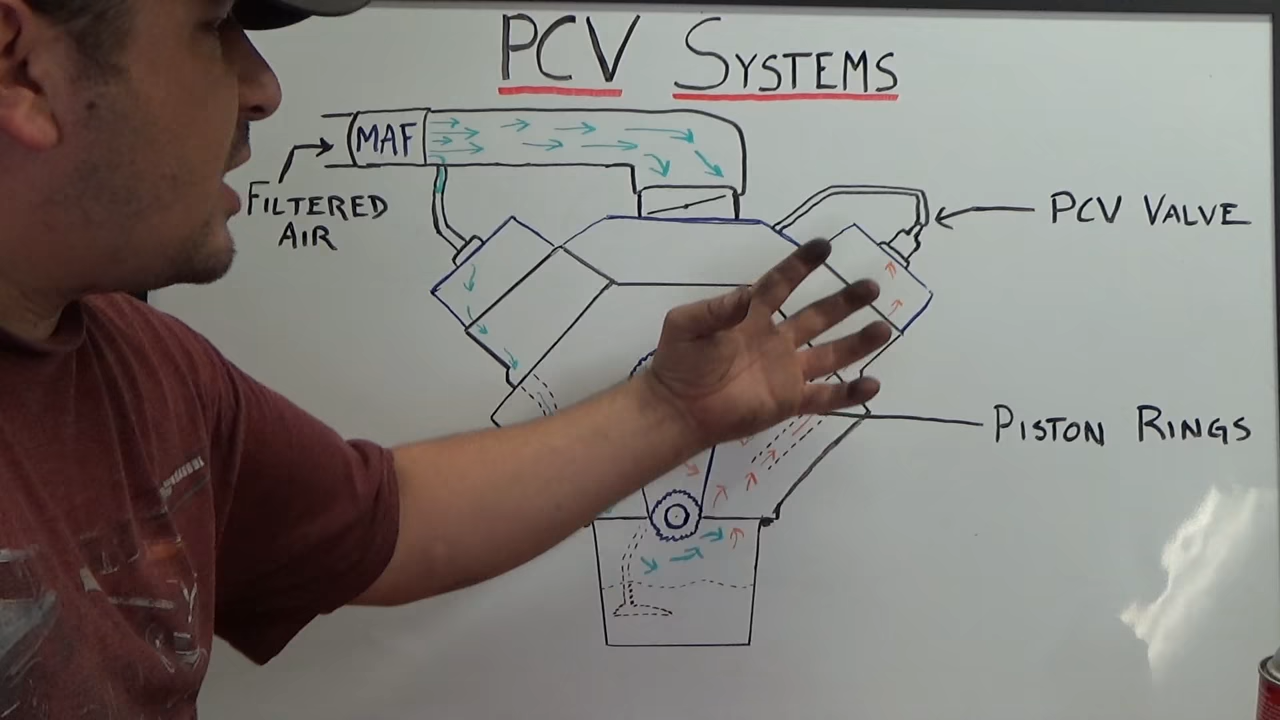 PCV SYSTEMS
MAF
FILTERED
AIR
PCV VALVE
PISTON RINGS